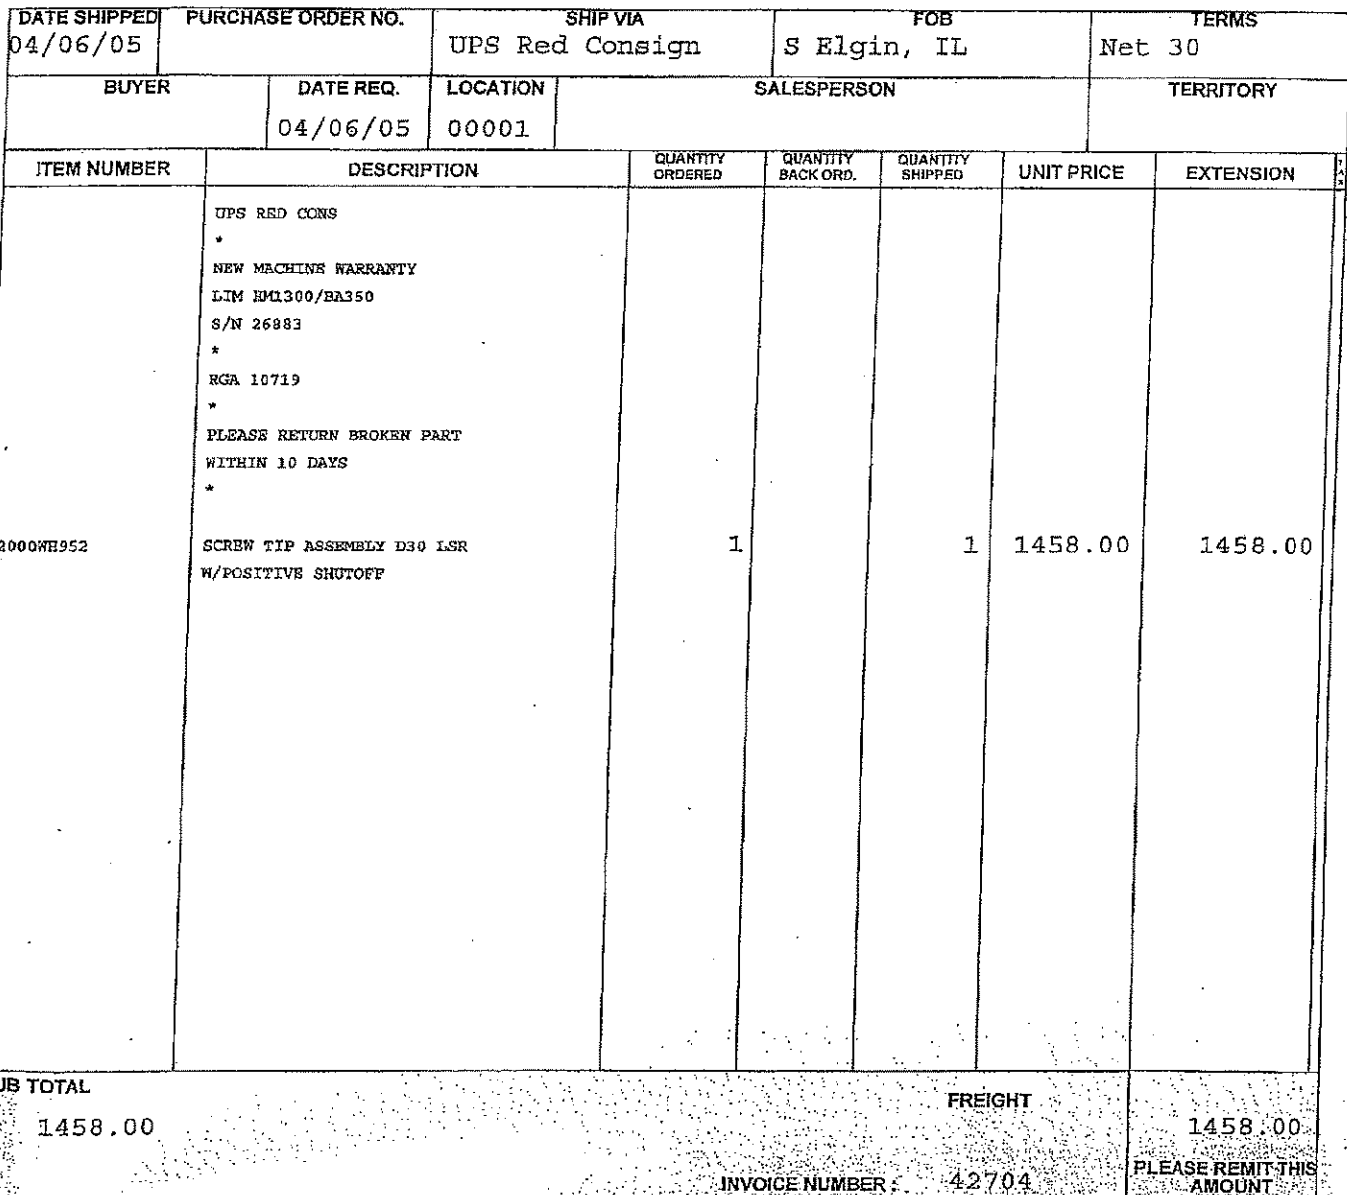 DATE SHIPPED PURCHASE ORDER NO. SHIP VIA FOB TERMS
04/06/05 UPS Red Consign S Elgin, IL Net 30
BUYER DATE REQ. LOCATION SALESPERSON TERRITORY
04/06/05 00001
ITEM NUMBER DESCRIPTION QUANTITY ORDERED QUANTITY BACK ORD. QUANTITY SHIPPED UNIT PRICE EXTENSION TAX
UPS RED CONS
*
NEW MACHINE WARRANTY
LIM HM1300/BA350
S/N 26883
*
RGA 10719
*
PLEASE RETURN BROKEN PART
WITHIN 10 DAYS
*
2000WE952 SCREW TIP ASSEMBLY D30 LSR 1 1 1458.00 1458.00
W/POSITIVE SHUTOFF
UB TOTAL FREIGHT
1458.00 1458.00
INVOICE NUMBER: 42704 PLEASE REMIT THIS AMOUNT